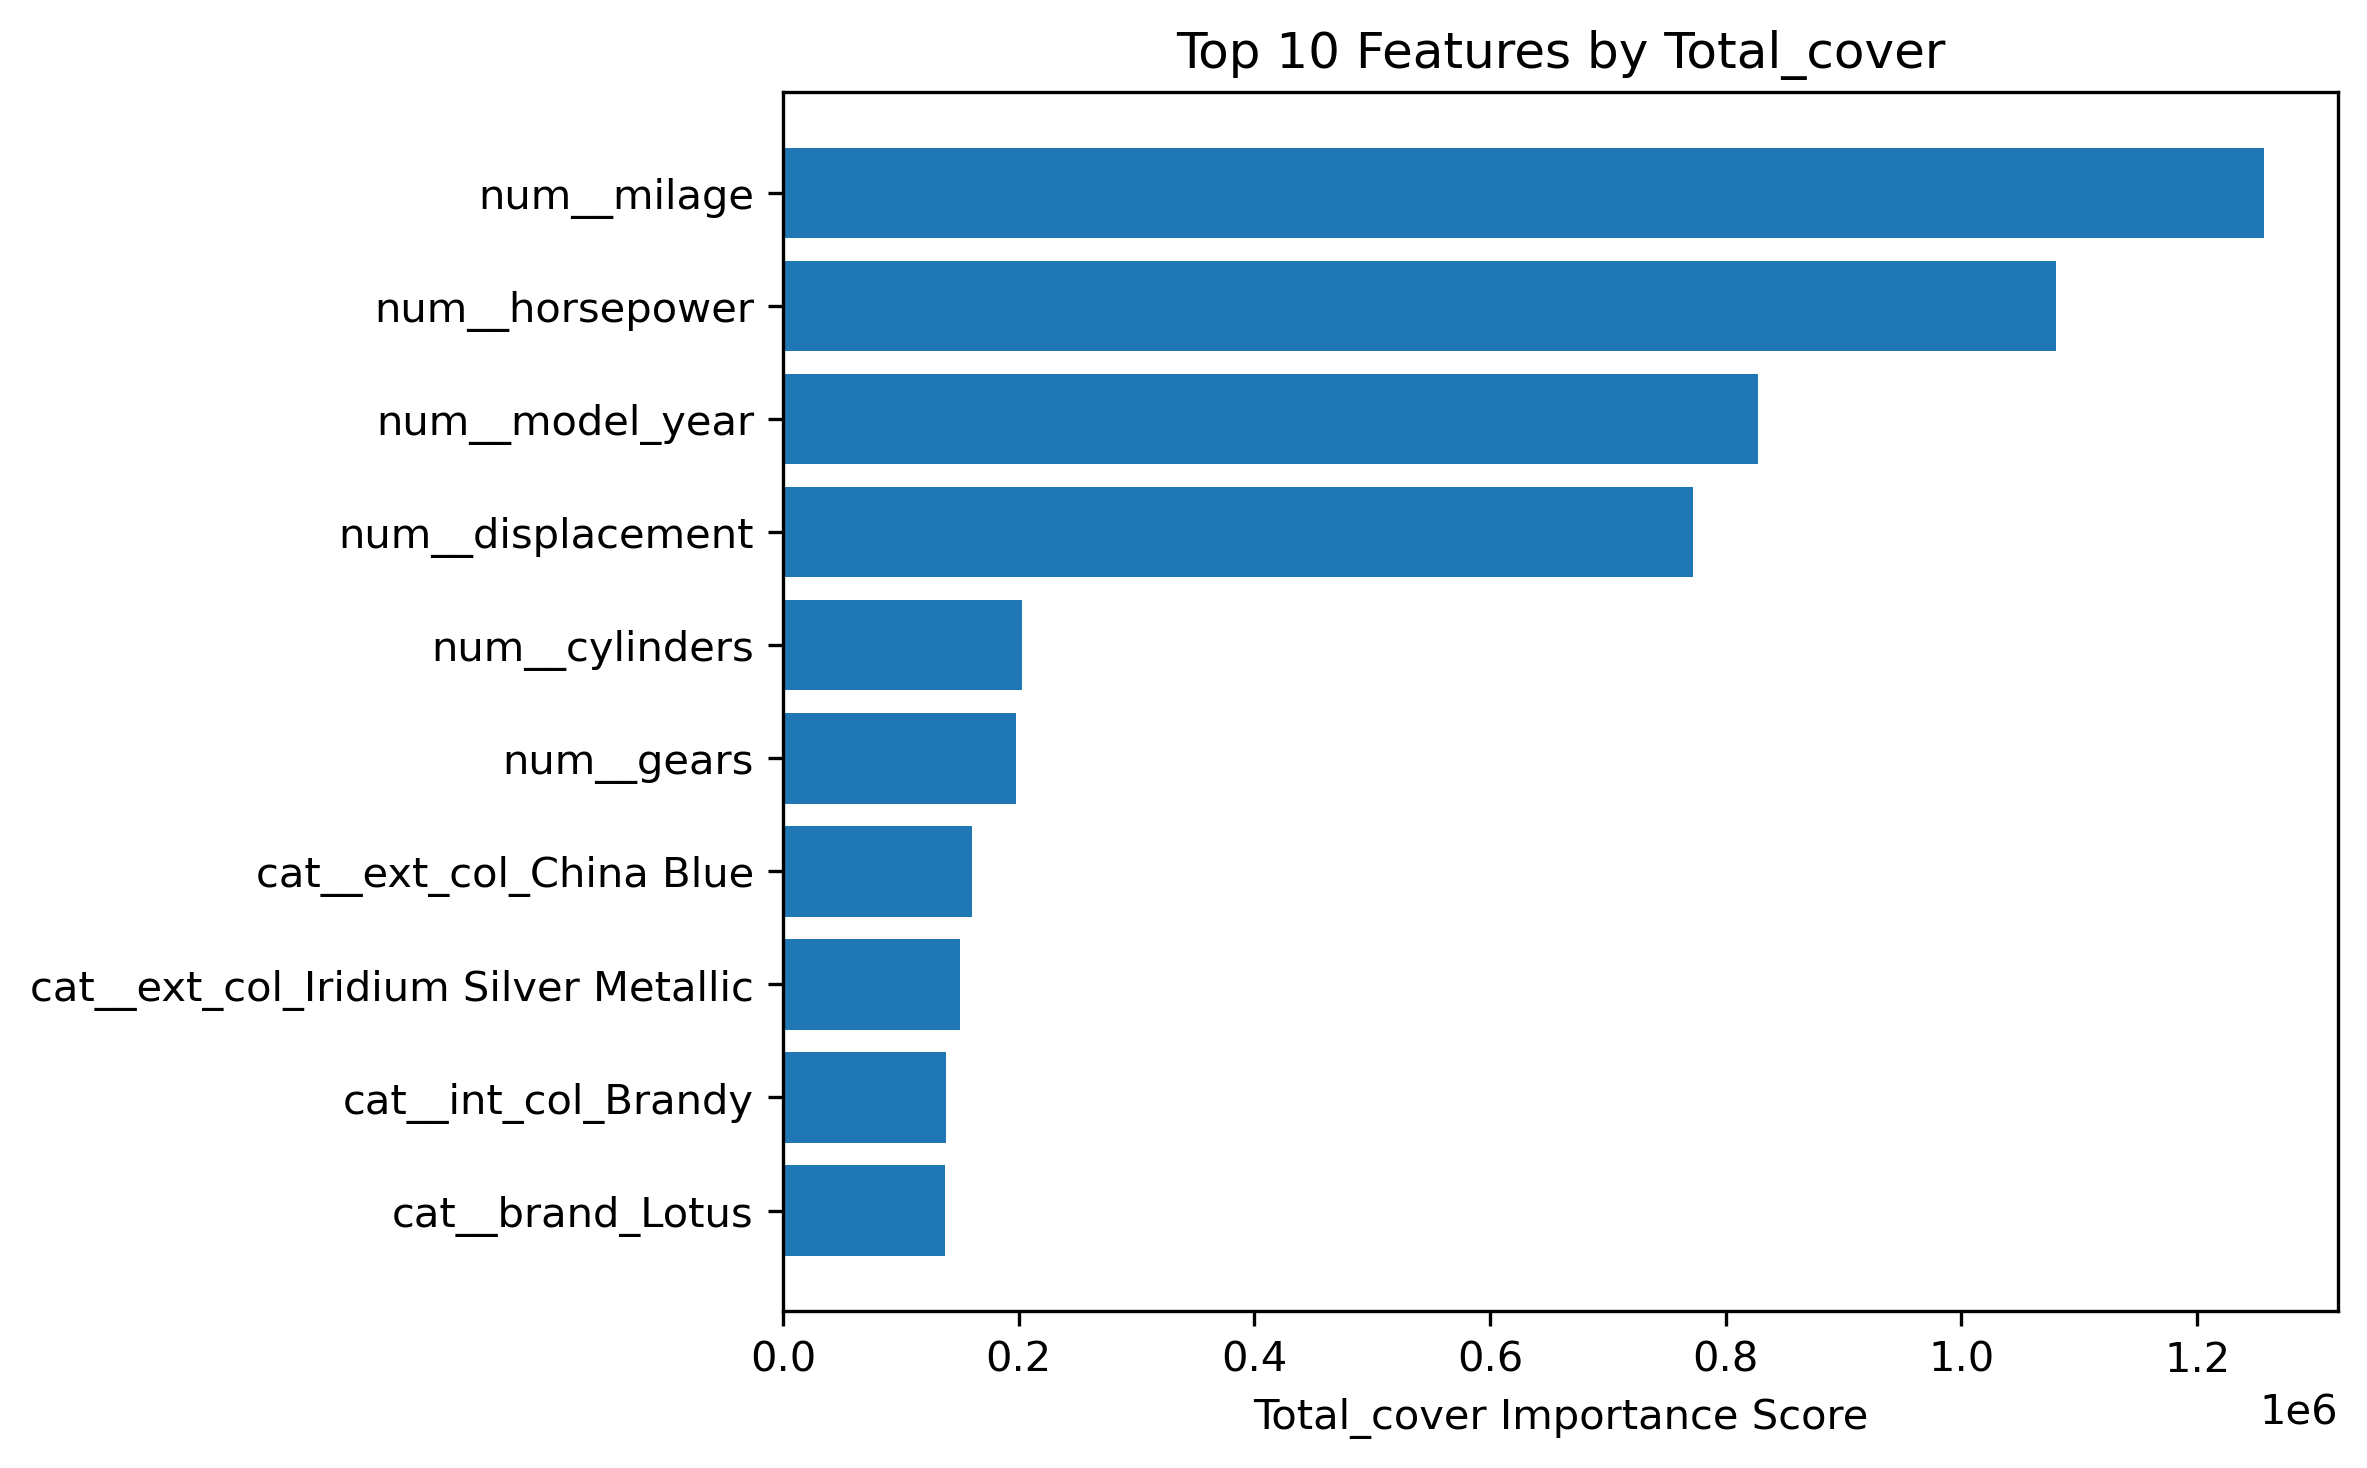 Top 10 Features by Total_cover
num__milage
num__horsepower
num__model_year
num__displacement
num__cylinders
num__gears
cat__ext_col_China Blue
cat__ext_col_Iridium Silver Metallic
cat__int_col_Brandy
cat__brand_Lotus
0.0 0.2 0.4 0.6 0.8 1.0 1.2
1e6
Total_cover Importance Score